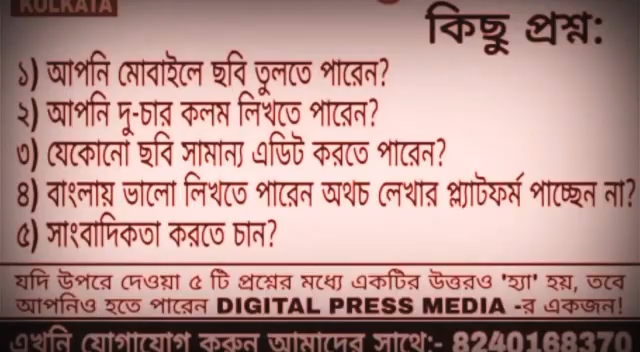 KOLKATA
কিছু প্রশ্ন:
১) আপনি মোবাইলে ছবি তুলতে পারেন?
২) আপনি দু-চার কলম লিখতে পারেন?
৩) যেকোনো ছবি সামান্য এডিট করতে পারেন?
৪) বাংলায় ভালো লিখতে পারেন অথচ লেখার প্ল্যাটফর্ম পাচ্ছেন না?
৫) সাংবাদিকতা করতে চান?
যদি উপরে দেওয়া ৫ টি প্রশ্নের মধ্যে একটির উত্তরও 'হ্যা' হয়, তবে
আপনিও হতে পারেন DIGITAL PRESS MEDIA -র একজন!
এখনি যোগাযোগ করুন আমাদের সাথে:- 8240168370